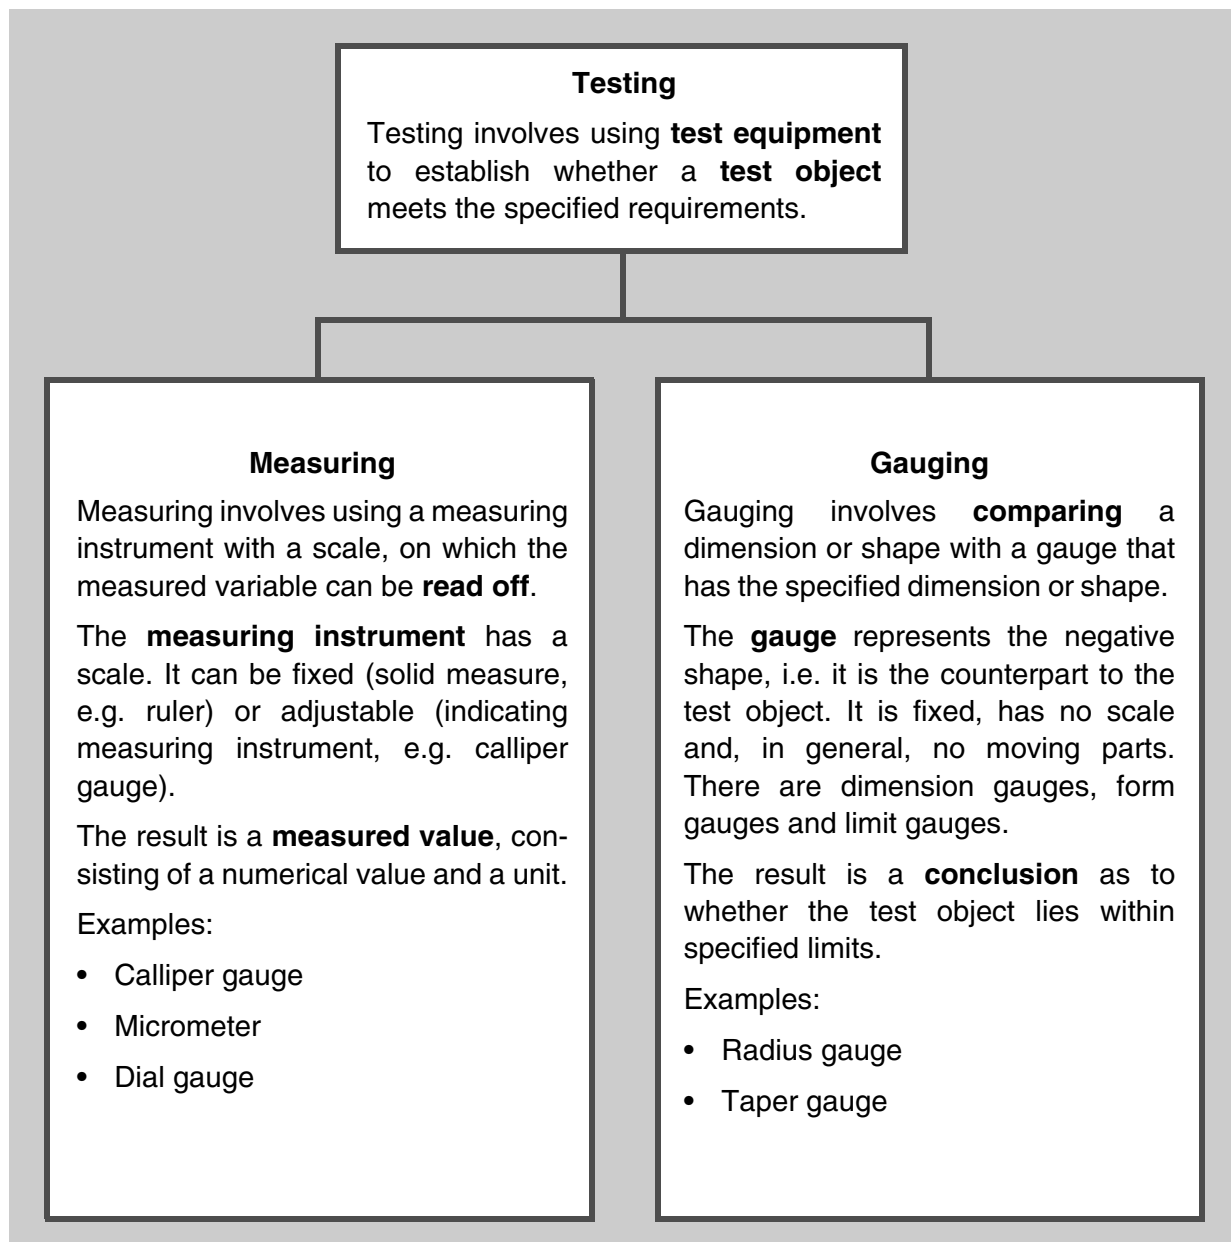 Testing
Testing involves using test equipment
to establish whether a test object
meets the specified requirements.
Measuring
Measuring involves using a measuring
instrument with a scale, on which the
measured variable can be read off.
The measuring instrument has a
scale. It can be fixed (solid measure,
e.g. ruler) or adjustable (indicating
measuring instrument, e.g. calliper
gauge).
The result is a measured value, con-
sisting of a numerical value and a unit.
Examples:
• Calliper gauge
• Micrometer
• Dial gauge
Gauging
Gauging involves comparing a
dimension or shape with a gauge that
has the specified dimension or shape.
The gauge represents the negative
shape, i.e. it is the counterpart to the
test object. It is fixed, has no scale
and, in general, no moving parts.
There are dimension gauges, form
gauges and limit gauges.
The result is a conclusion as to
whether the test object lies within
specified limits.
Examples:
• Radius gauge
• Taper gauge